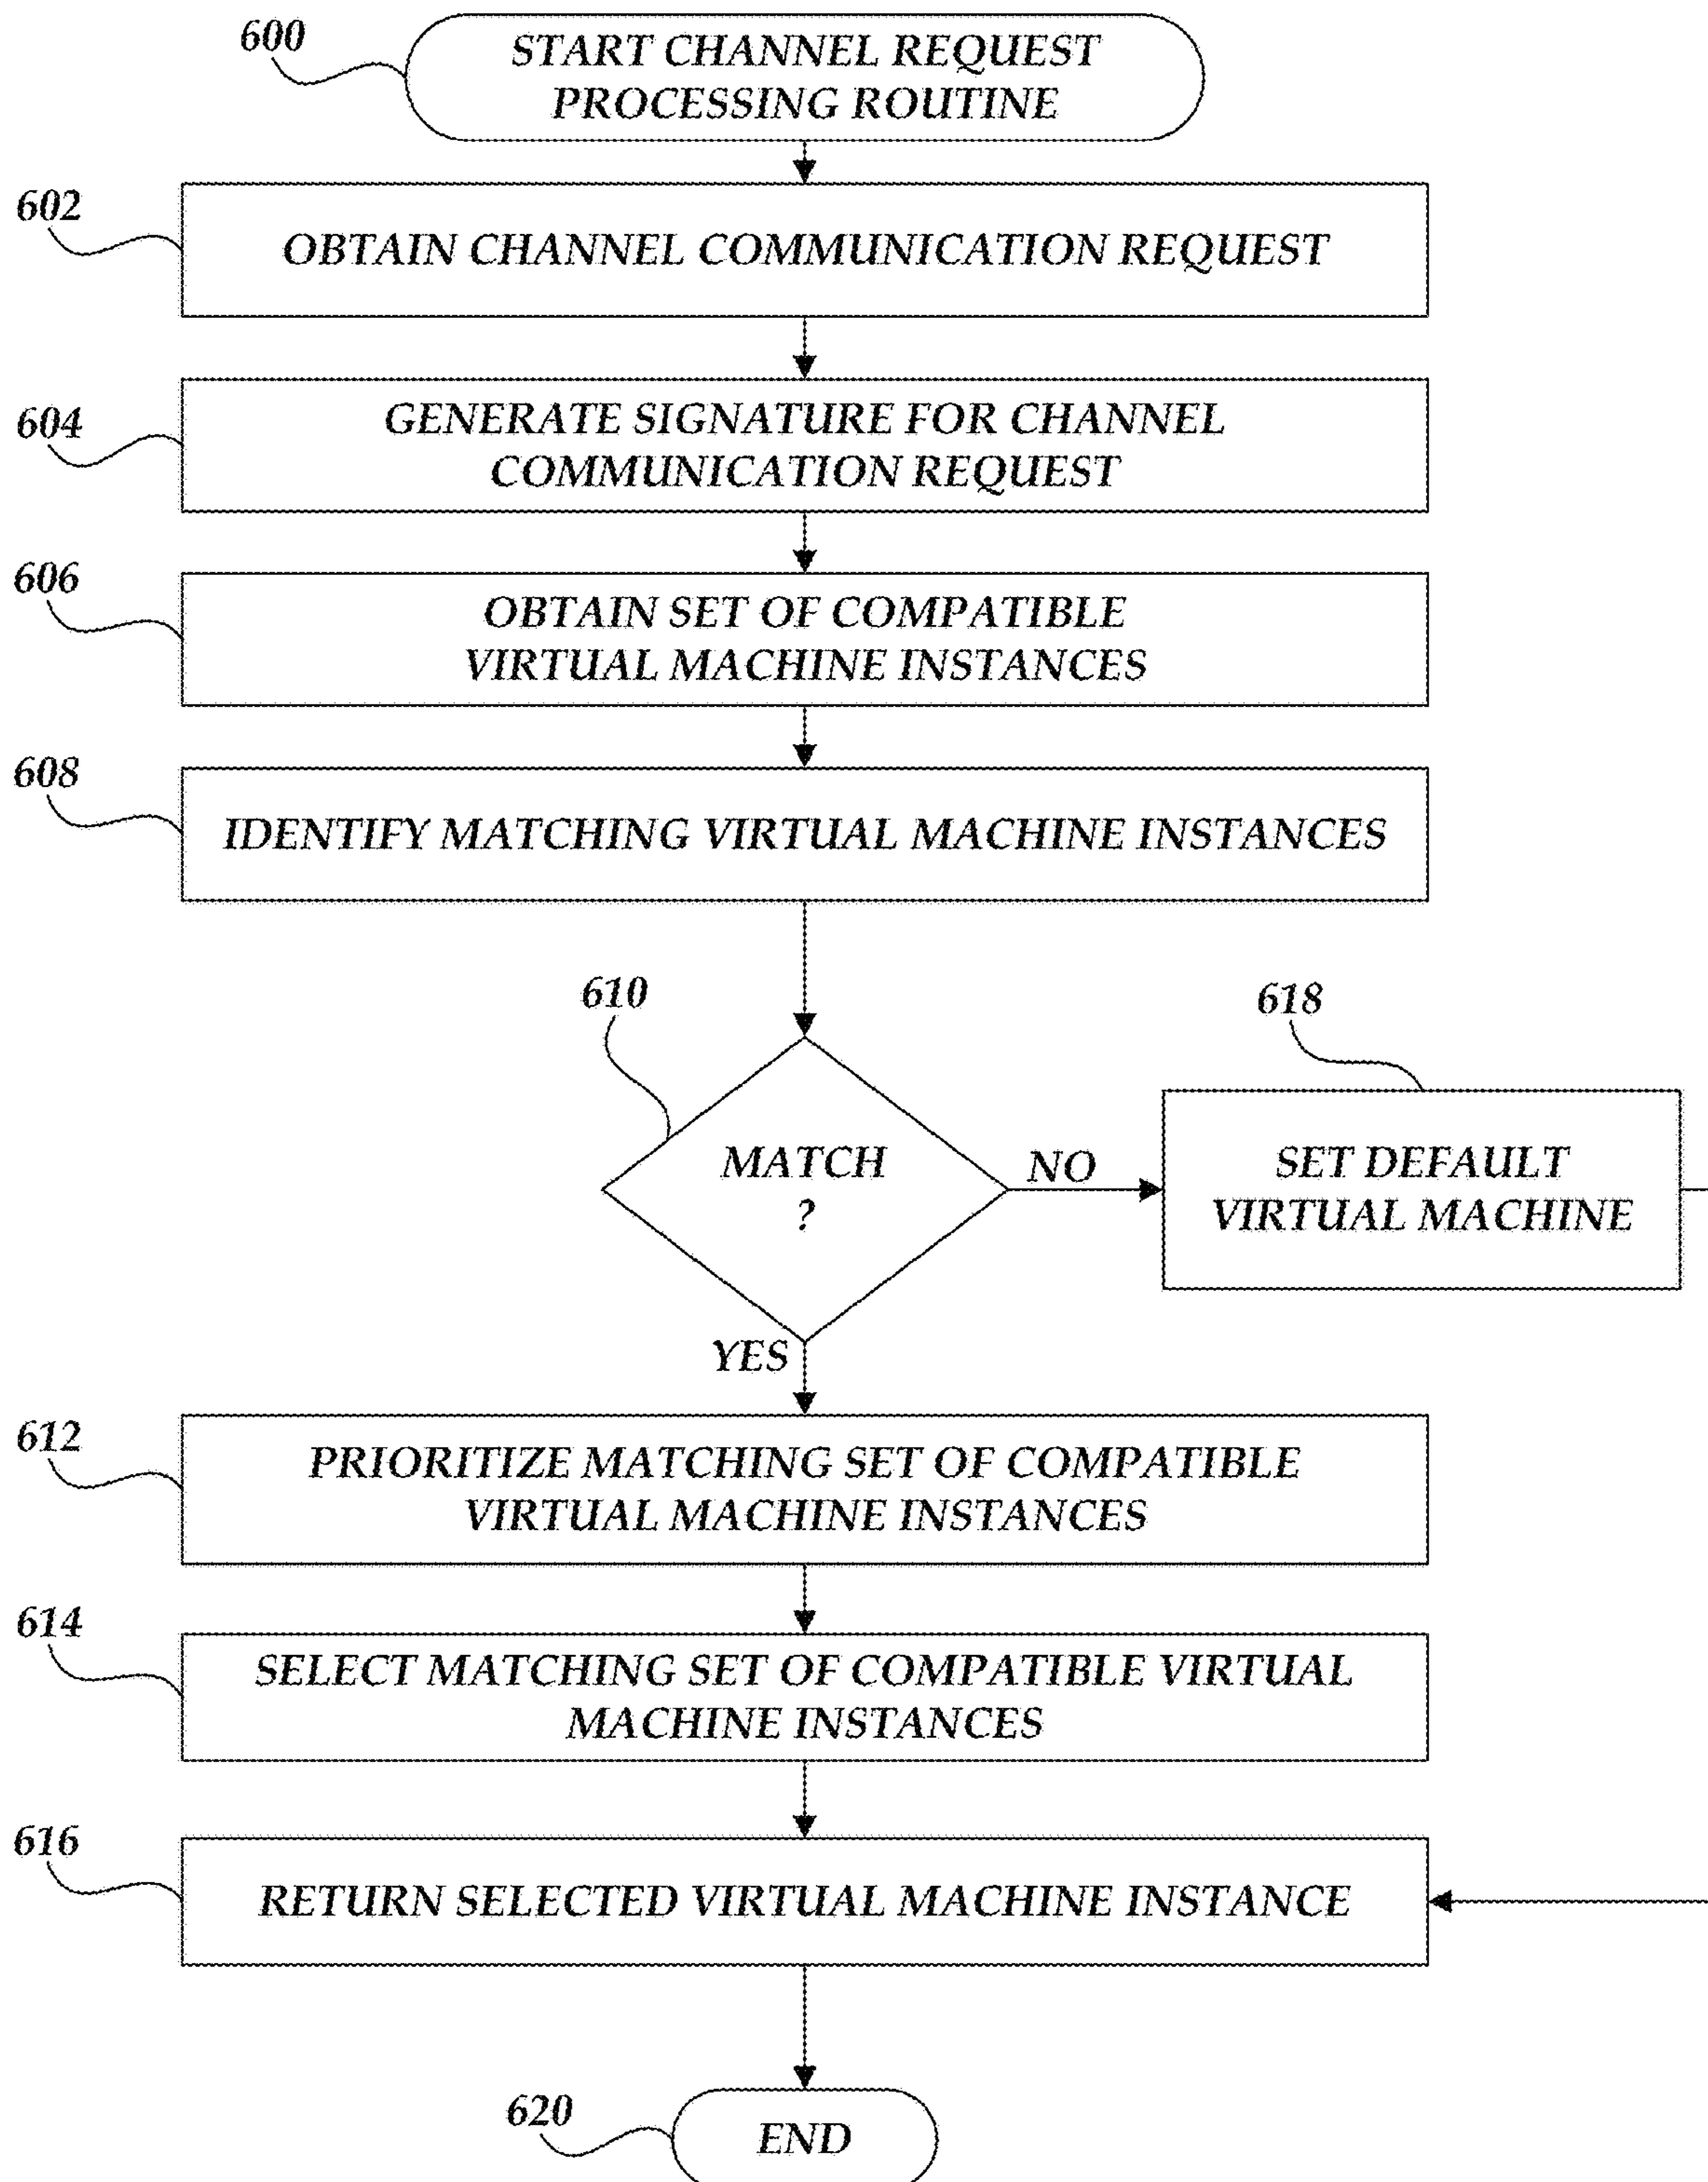 600
START CHANNEL REQUEST
PROCESSING ROUTINE
602
OBTAIN CHANNEL COMMUNICATION REQUEST
604
GENERATE SIGNATURE FOR CHANNEL
COMMUNICATION REQUEST
606
OBTAIN SET OF COMPATIBLE
VIRTUAL MACHINE INSTANCES
608
IDENTIFY MATCHING VIRTUAL MACHINE INSTANCES
610
MATCH
?
NO
618
SET DEFAULT
VIRTUAL MACHINE
YES
612
PRIORITIZE MATCHING SET OF COMPATIBLE
VIRTUAL MACHINE INSTANCES
614
SELECT MATCHING SET OF COMPATIBLE VIRTUAL
MACHINE INSTANCES
616
RETURN SELECTED VIRTUAL MACHINE INSTANCE
620
END